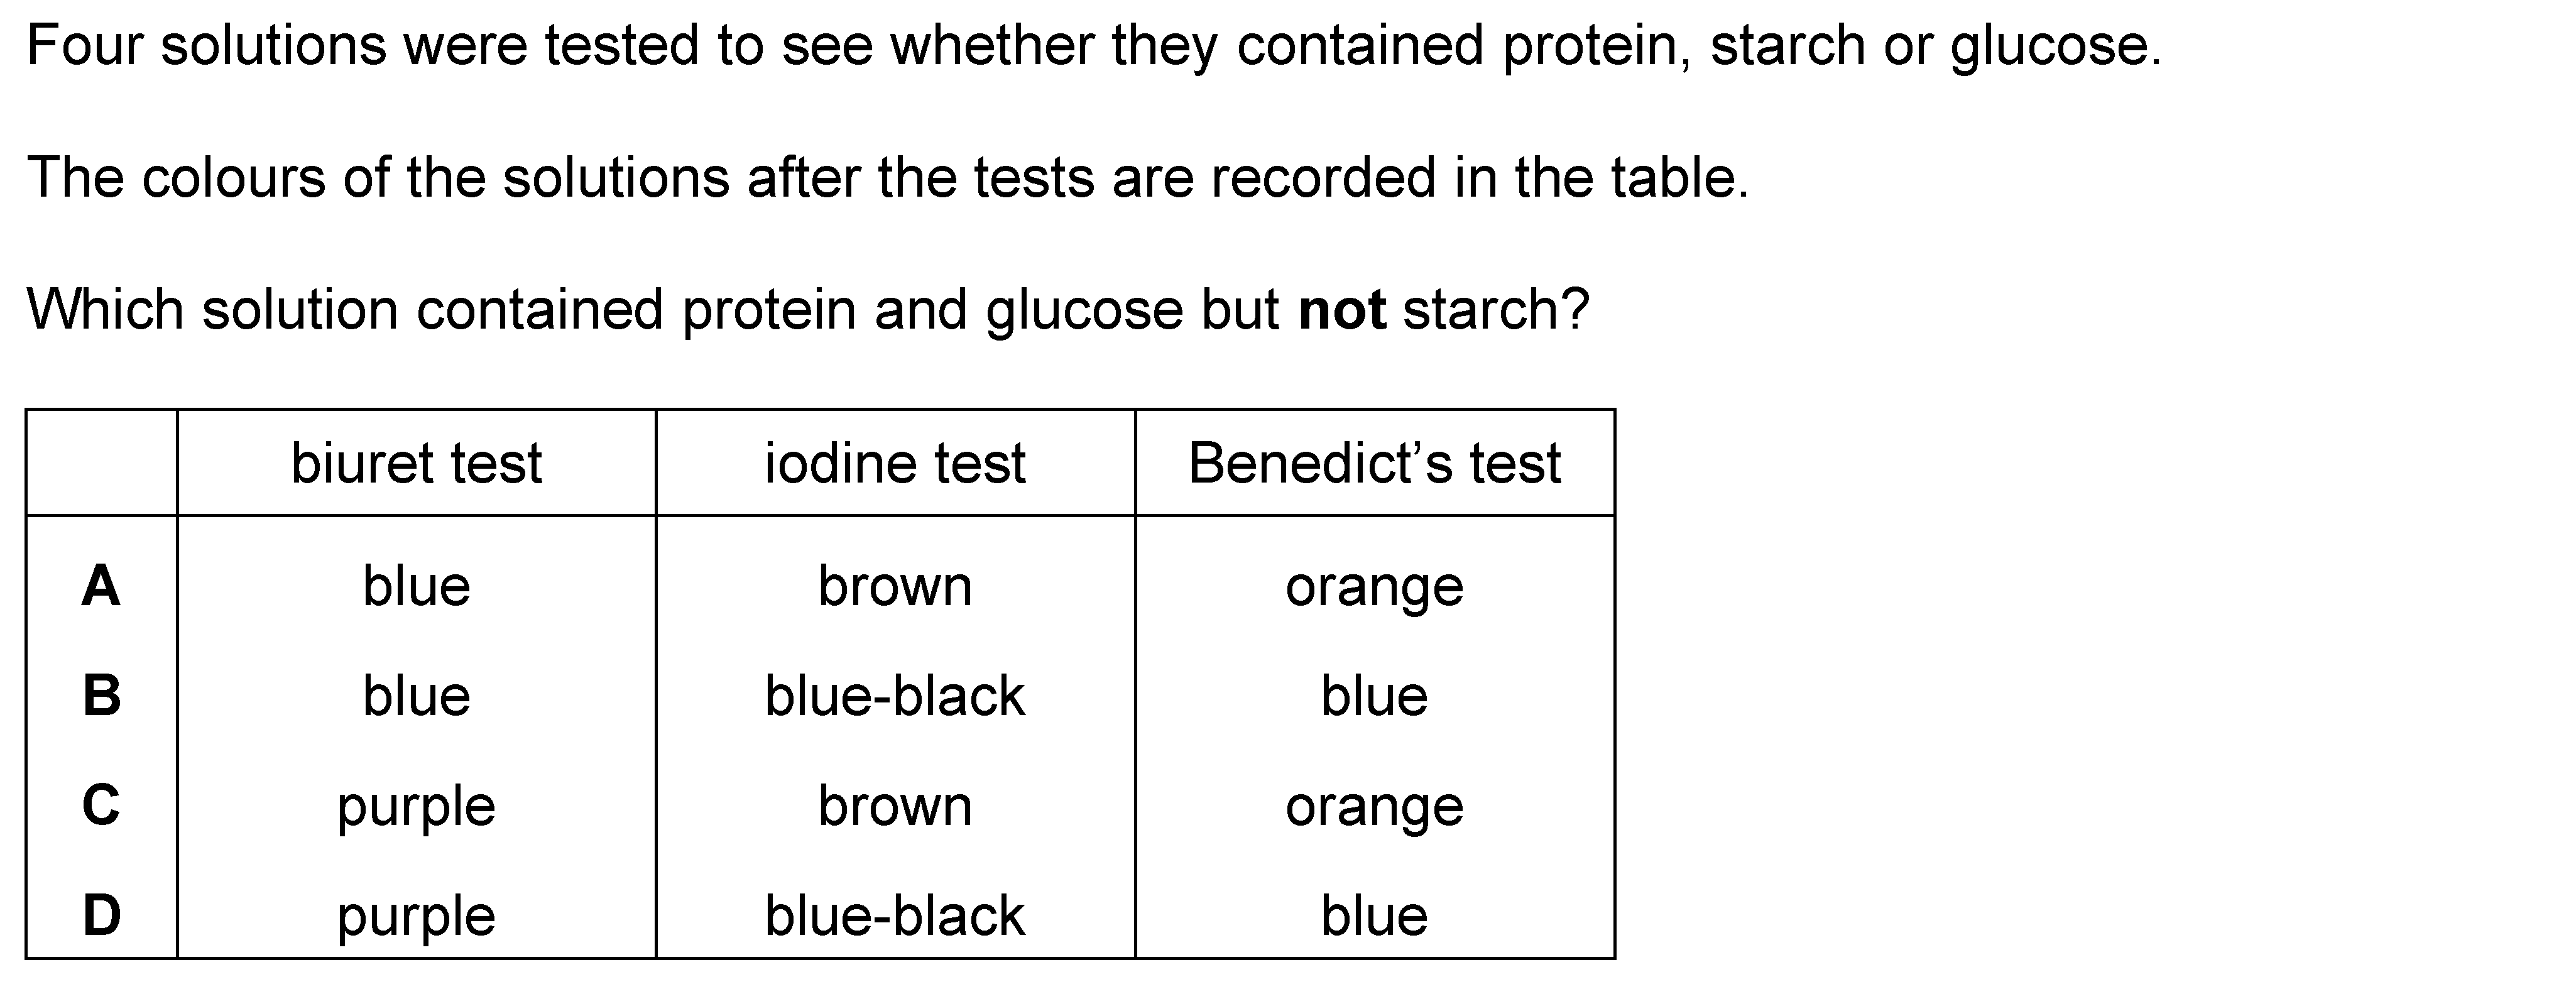 Four solutions were tested to see whether they contained protein, starch or glucose.
The colours of the solutions after the tests are recorded in the table.
Which solution contained protein and glucose but not starch?
biuret test iodine test Benedict’s test
A blue brown orange
B blue blue-black blue
C purple brown orange
D purple blue-black blue